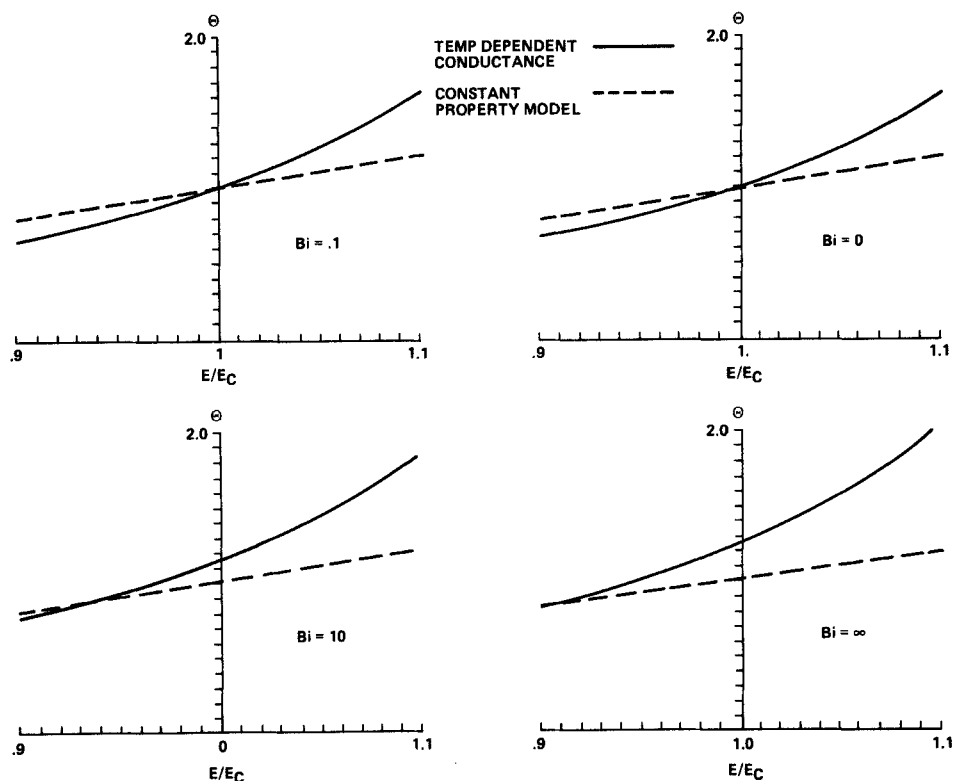 Θ
2.0
.9
1
1.1
E/EC
Bi = .1
TEMP DEPENDENT
CONDUCTANCE
CONSTANT
PROPERTY MODEL
Θ
2.0
.9
1.
1.1
E/EC
Bi = 0
Θ
2.0
.9
0
1.1
E/EC
Bi = 10
Θ
2.0
.9
1.0
1.1
E/EC
Bi = ∞